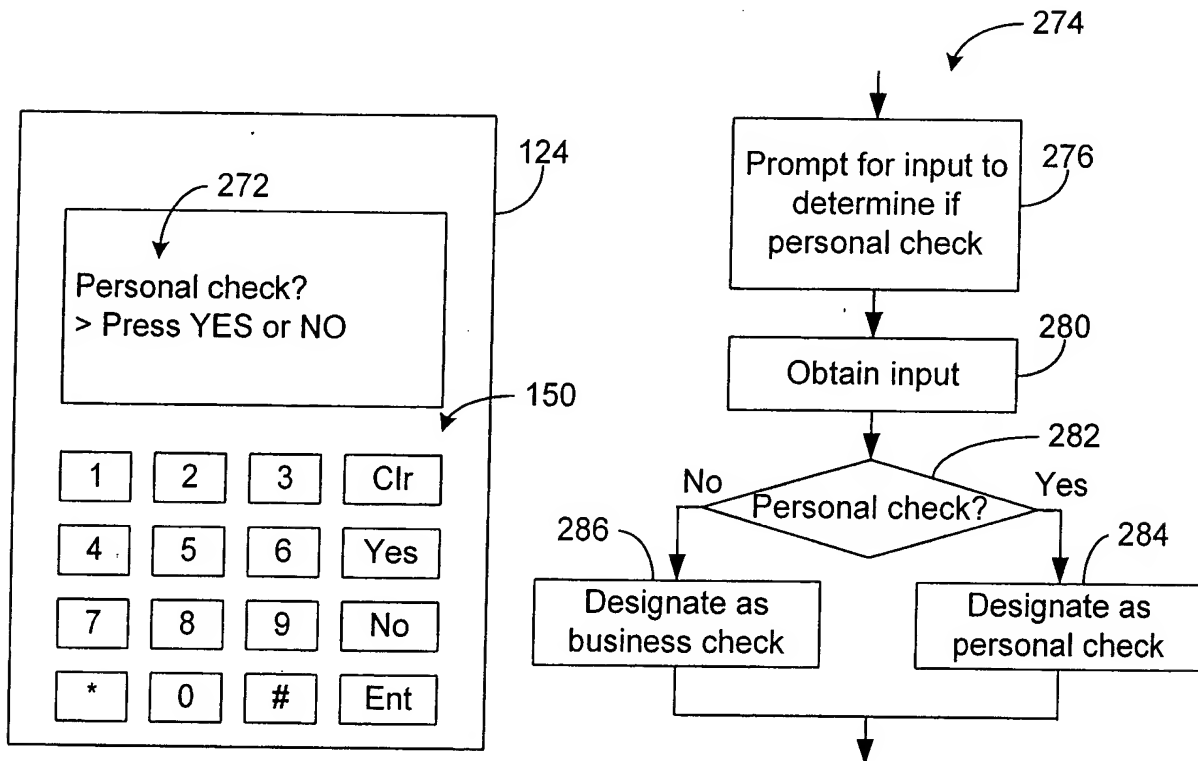 124
272
Personal check?
> Press YES or NO
150
1 2 3 Clr
4 5 6 Yes
7 8 9 No
* 0 # Ent
274
Prompt for input to
determine if
personal check
276
Obtain input
280
282
No
Personal check?
Yes
286
284
Designate as
business check
Designate as
personal check